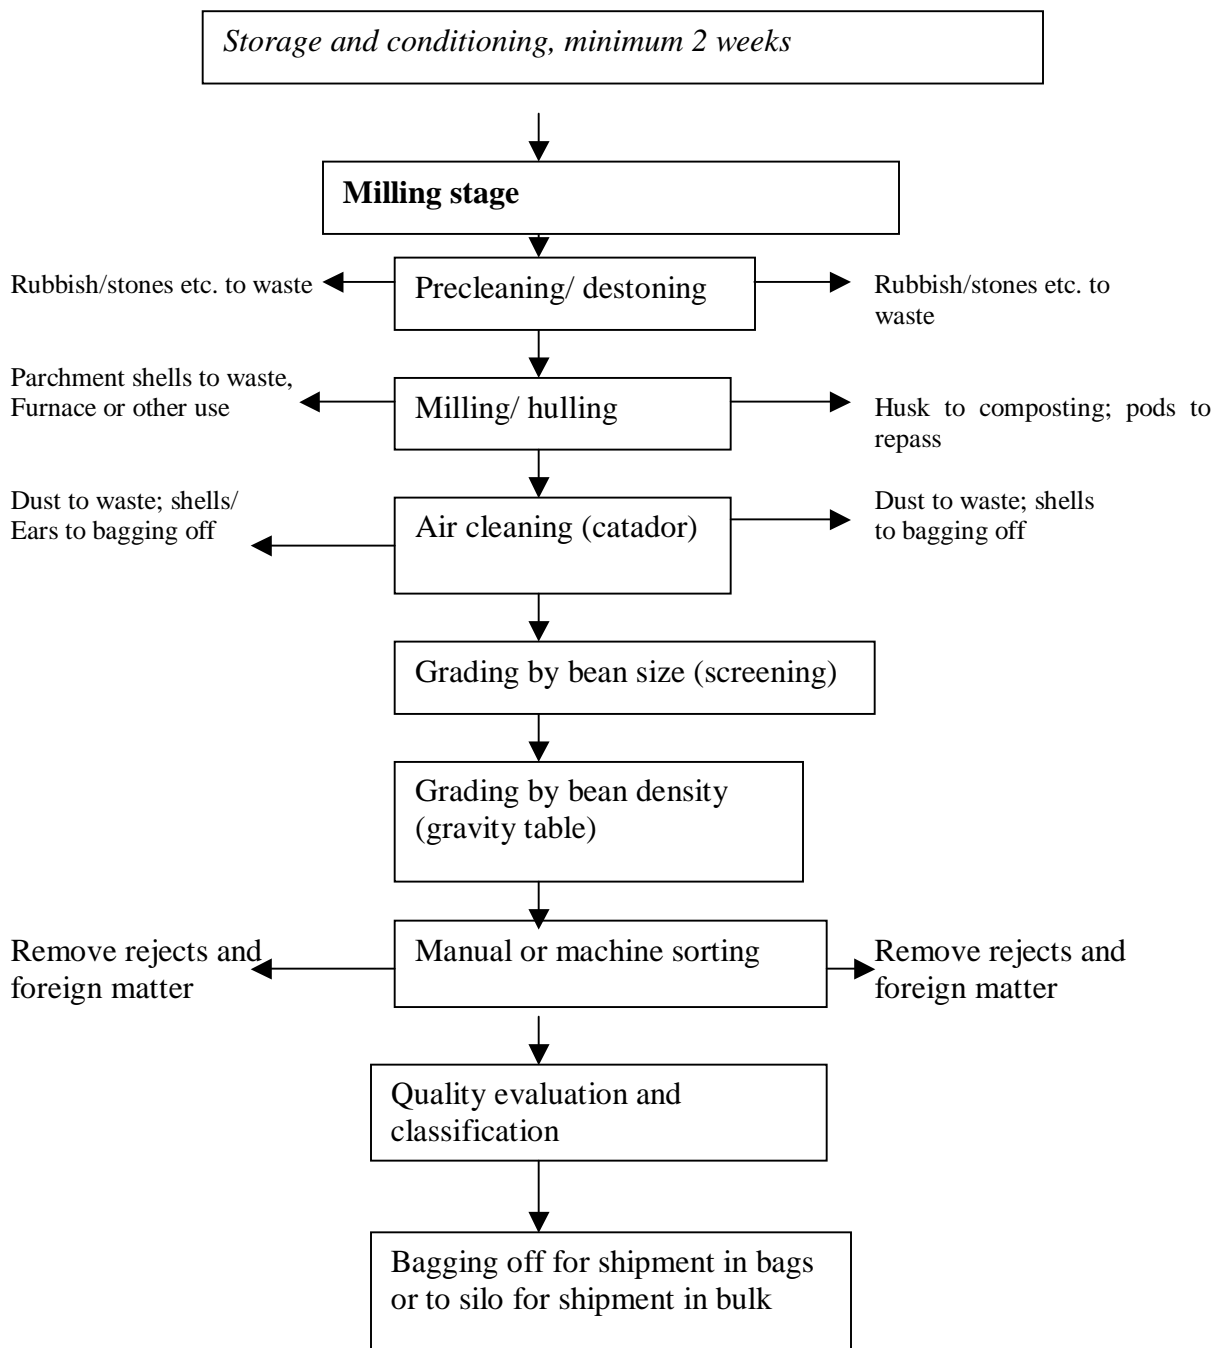 Storage and conditioning, minimum 2 weeks
Milling stage
Rubbish/stones etc. to waste
Precleaning/ destoning
Rubbish/stones etc. to
waste
Parchment shells to waste,
Furnace or other use
Milling/ hulling
Husk to composting; pods to
repass
Dust to waste; shells/
Ears to bagging off
Air cleaning (catador)
Dust to waste; shells
to bagging off
Grading by bean size (screening)
Grading by bean density
(gravity table)
Remove rejects and
foreign matter
Manual or machine sorting
Remove rejects and
foreign matter
Quality evaluation and
classification
Bagging off for shipment in bags
or to silo for shipment in bulk